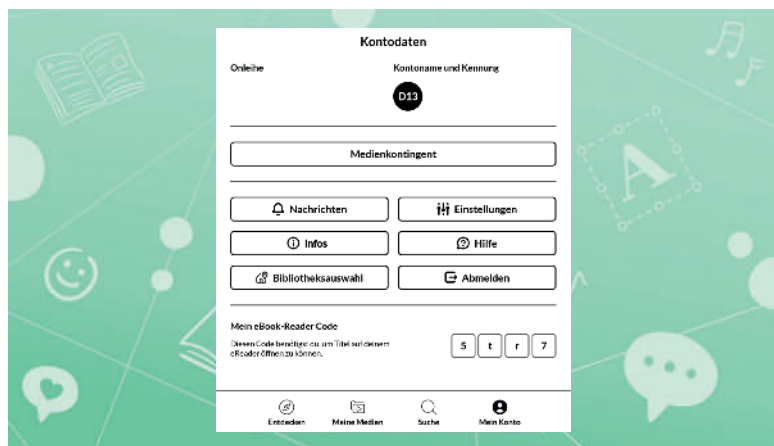 Kontodaten
Onleihe Kontoname und Kennung
D13
Medienkontingent
Nachrichten Einstellungen
Infos Hilfe
Bibliotheksauswahl Abmelden
Mein eBook-Reader Code
Diesen Code benötigst du, um Titel auf deinem
eReader öffnen zu können.
5 t r 7
Entdecken Meine Medien Suche Mein Konto
A